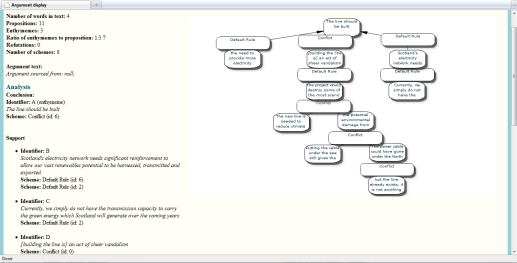 Argument display
Number of words in text: 4
Propositions: 11
Enthymemes: 3
Ratio of enthymemes to proposition: 1:3.7
Refutations: 0
Number of schemes: 8
Argument text:
Argument sourced from: null;
Analysis
Conclusion:
Identifier: A (enthymeme)
The line should be built
Scheme: Conflict (id: 6)
Support
Identifier: B
Scotland's electricity network needs significant reinforcement to
allow our vast renewables potential to be harnessed, transmitted and
exported
Scheme: Default Rule (id: 6)
Scheme: Default Rule (id: 2)
Identifier: C
Currently, we simply do not have the transmission capacity to carry
the green energy which Scotland will generate over the coming years
Scheme: Default Rule (id: 2)
Identifier: D
[building the line is] an act of sheer vandalism
Scheme: Conflict (id: 0)
The line should
be built
Default Rule
Conflict
Default Rule
the need to
provide more
electricity
[building the line
is] an act of
sheer vandalism
Scotland's
electricity
network needs
Default Rule
Default Rule
The project would
destroy some of
the most scenic
Currently, we
simply do not
have the
Conflict
The new line is
needed to
reduce climate
The potential
environmental
damage from
Conflict
Putting the cable
under the sea
still gives the
The power cable
could have gone
under the Forth
Conflict
but the line
already exists, it
is not anything
Done